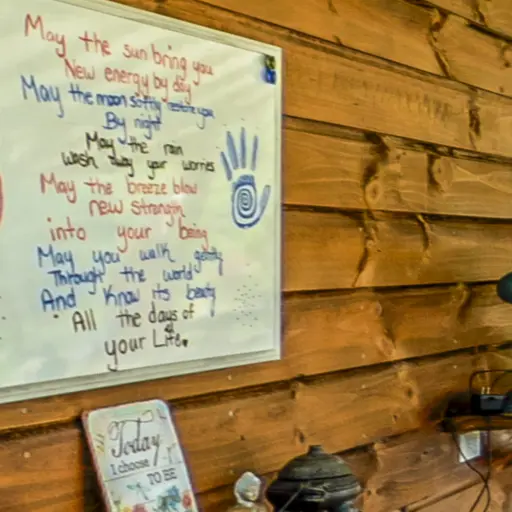 May the sun bring you
New energy by day
May the moon softly restore you
By night
May the rain
wash away your worries
May the breeze blow
new strength
into your being
May you walk gently
Through the world
And Know its beauty
All the days of
your Life.
Today
I choose
TO BE